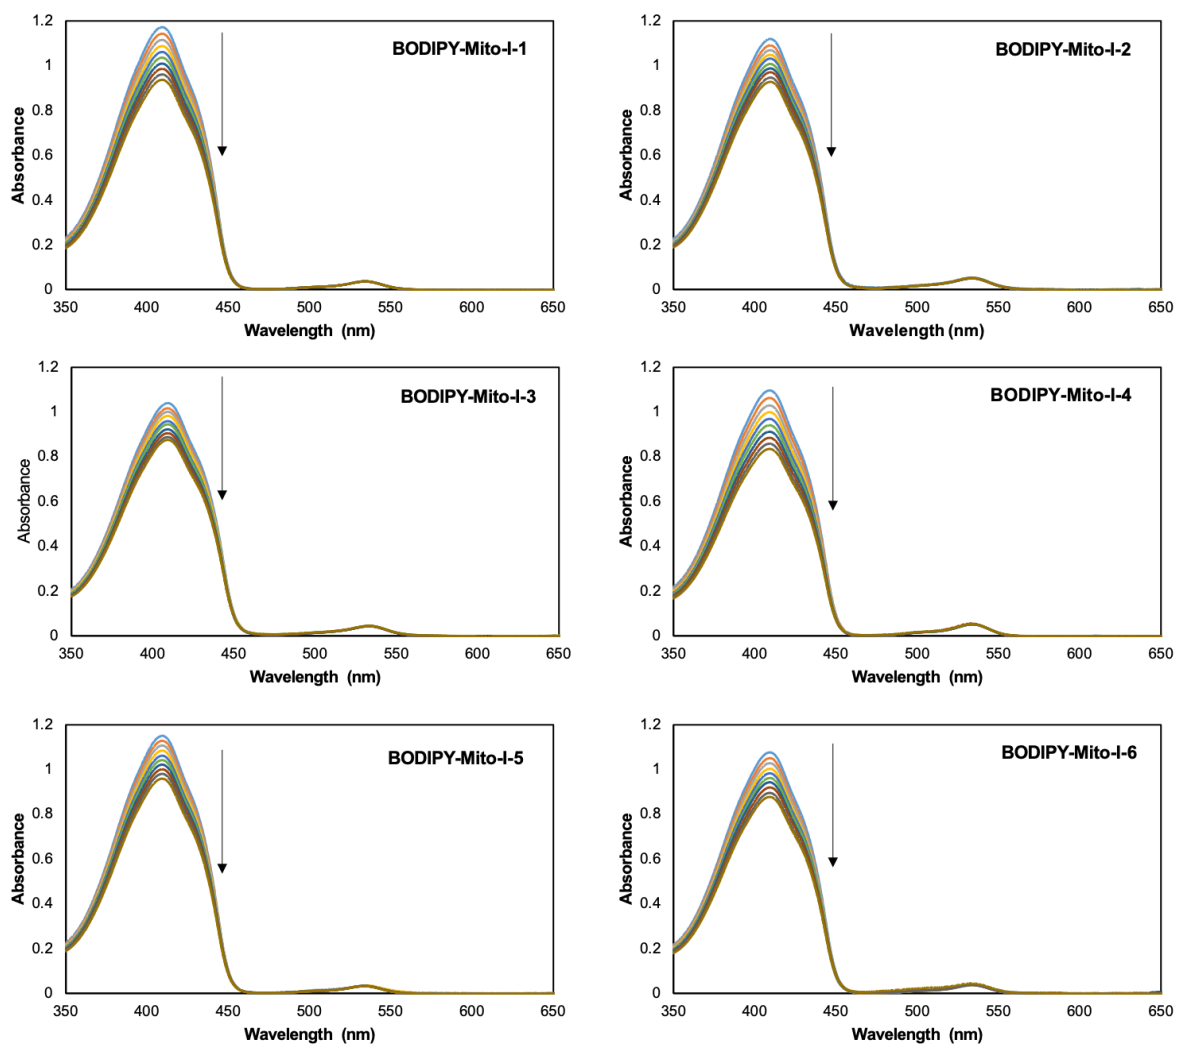 1.2
1
0.8
0.6
0.4
0.2
0
Absorbance
BODIPY-Mito-I-1
350 400 450 500 550 600 650
Wavelength (nm)
1.2
1
0.8
0.6
0.4
0.2
0
Absorbance
BODIPY-Mito-I-2
350 400 450 500 550 600 650
Wavelength (nm)
1.2
1
0.8
0.6
0.4
0.2
0
Absorbance
BODIPY-Mito-I-3
350 400 450 500 550 600 650
Wavelength (nm)
1.2
1
0.8
0.6
0.4
0.2
0
Absorbance
BODIPY-Mito-I-4
350 400 450 500 550 600 650
Wavelength (nm)
1.2
1
0.8
0.6
0.4
0.2
0
Absorbance
BODIPY-Mito-I-5
350 400 450 500 550 600 650
Wavelength (nm)
1.2
1
0.8
0.6
0.4
0.2
0
Absorbance
BODIPY-Mito-I-6
350 400 450 500 550 600 650
Wavelength (nm)